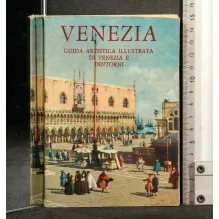 VENEZIA
GUIDA ARTISTICA ILLUSTRATA
DI VENEZIA E
DINTORNI